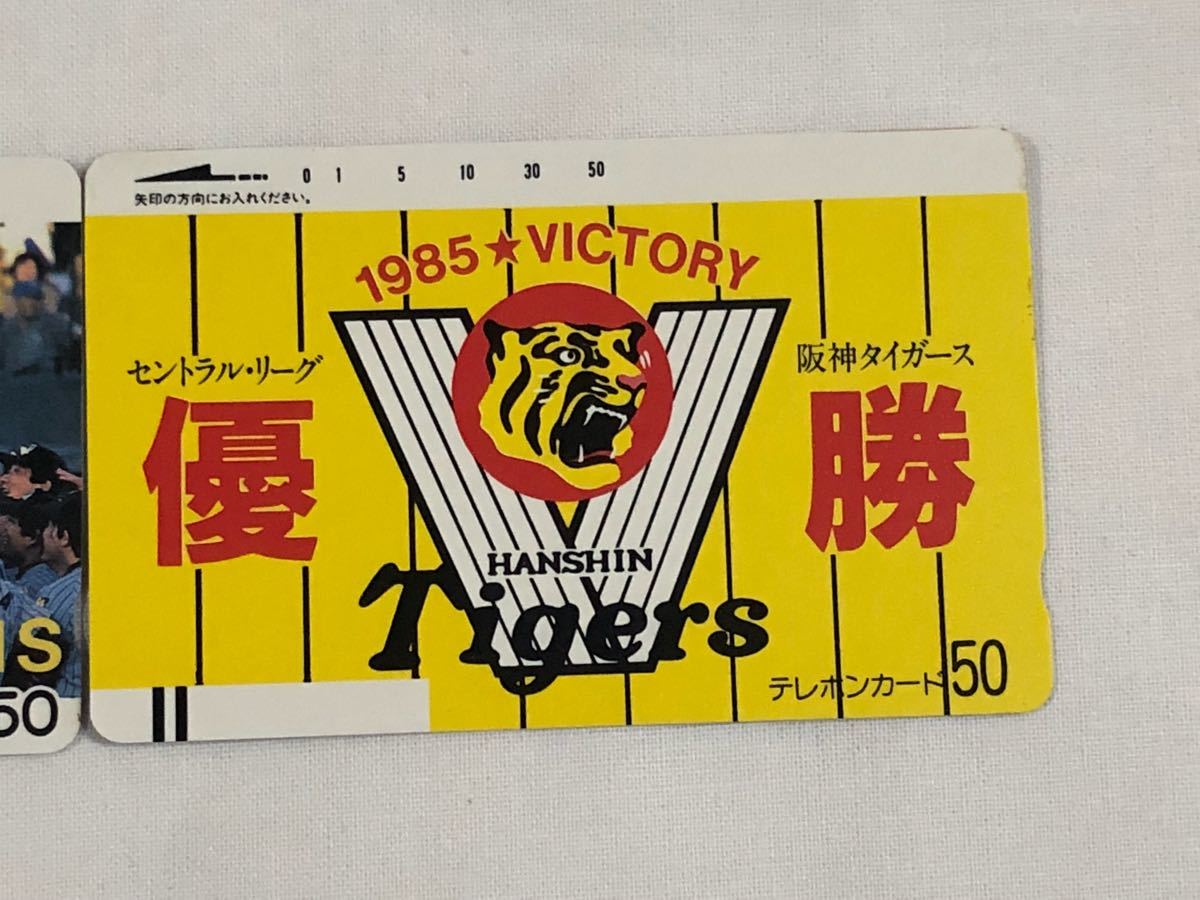 0 1 5 10 30 50
矢印の方向にお入れください。
1985★VICTORY
セントラル・リーグ
阪神タイガース
優 勝
HANSHIN
Tigers
テレホンカード50
s
50